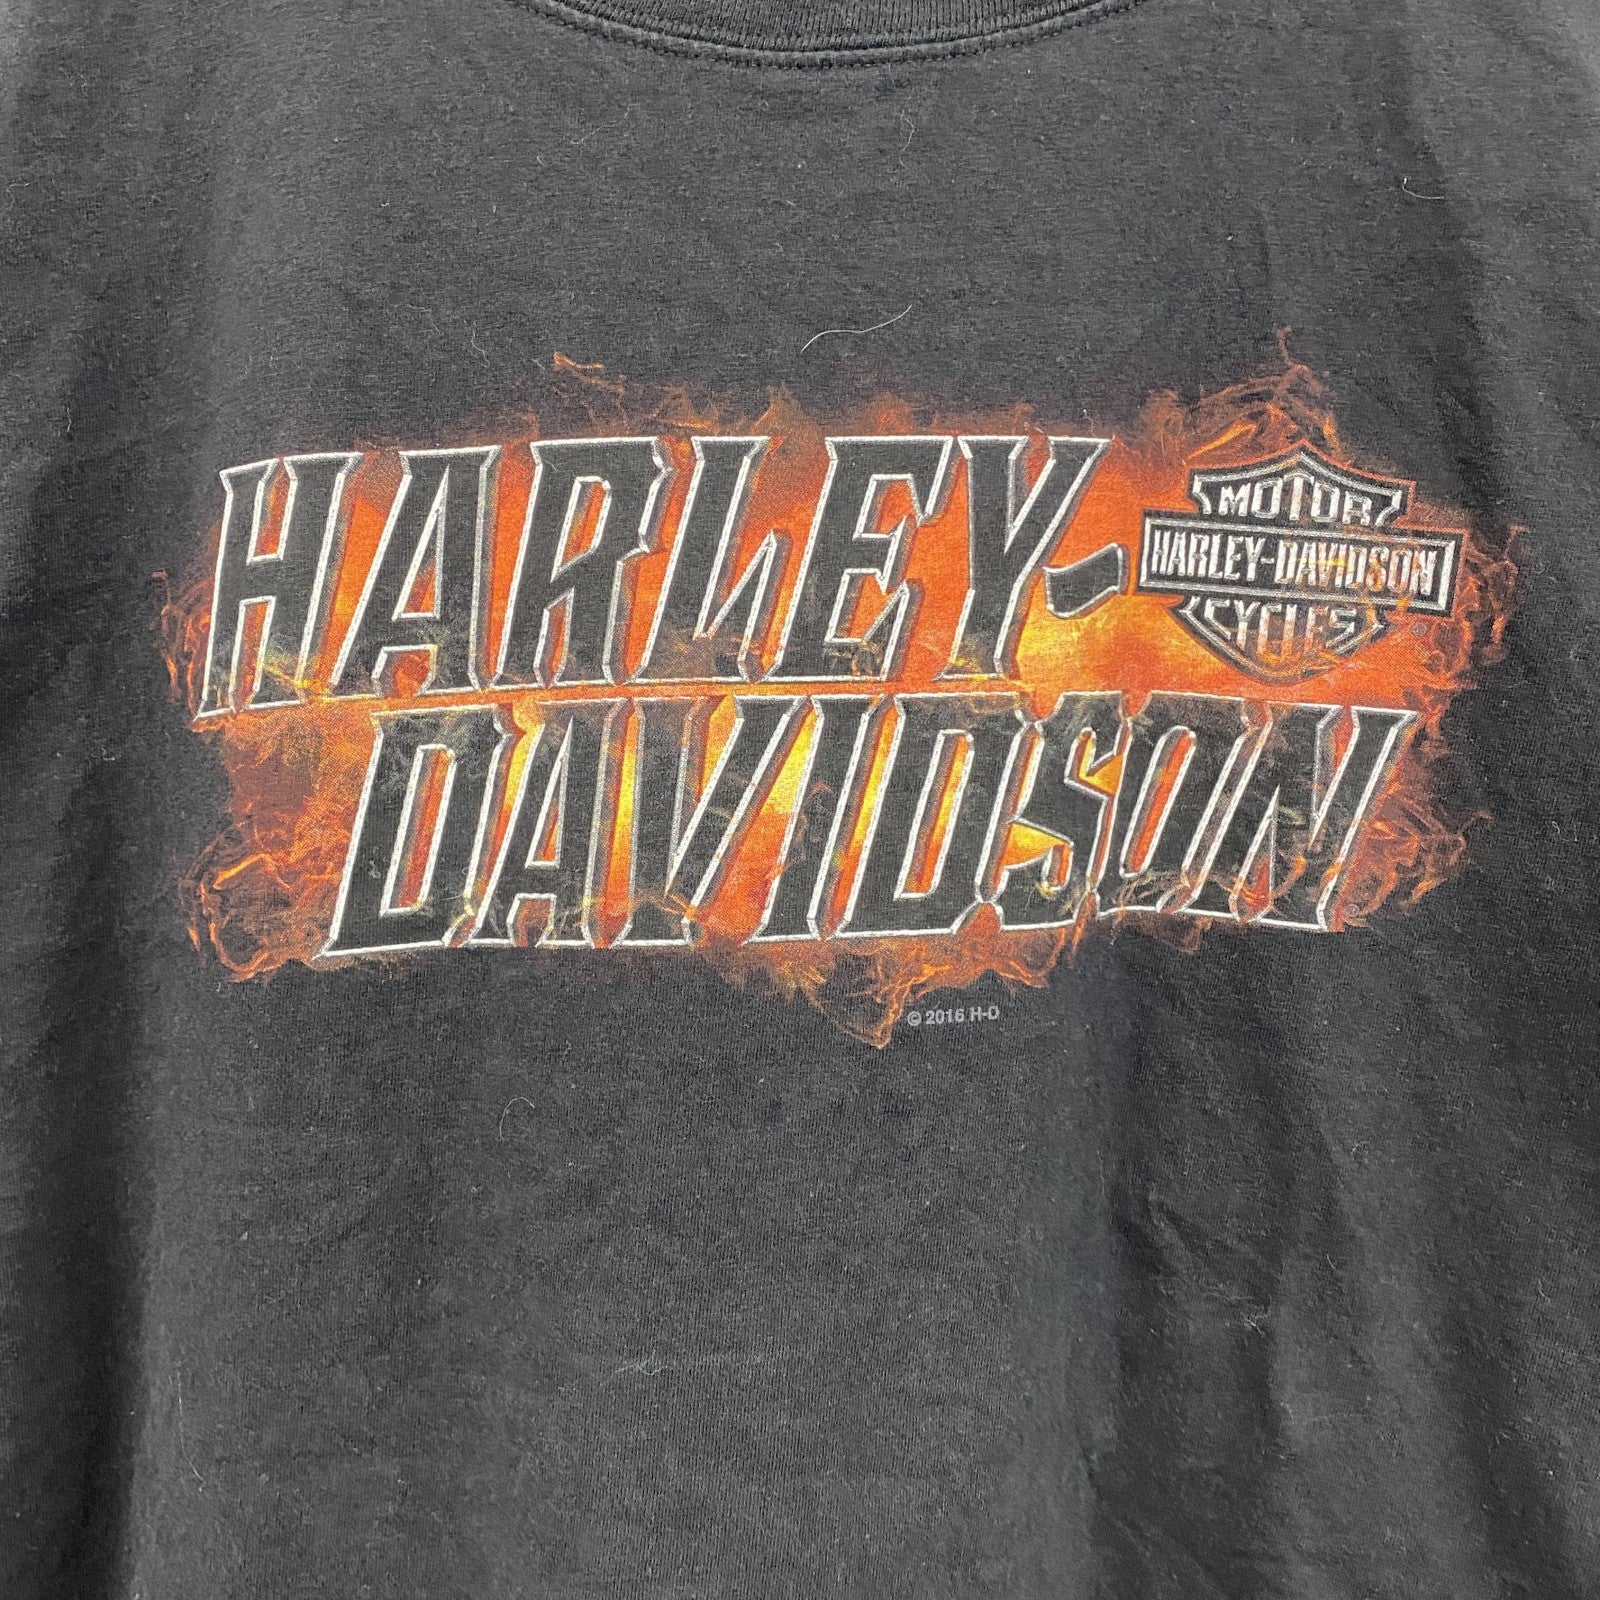 HARLEY-
DAVIDSON
MOTOR
HARLEY-DAVIDSON
CYCLES
®
®
© 2016 H-D